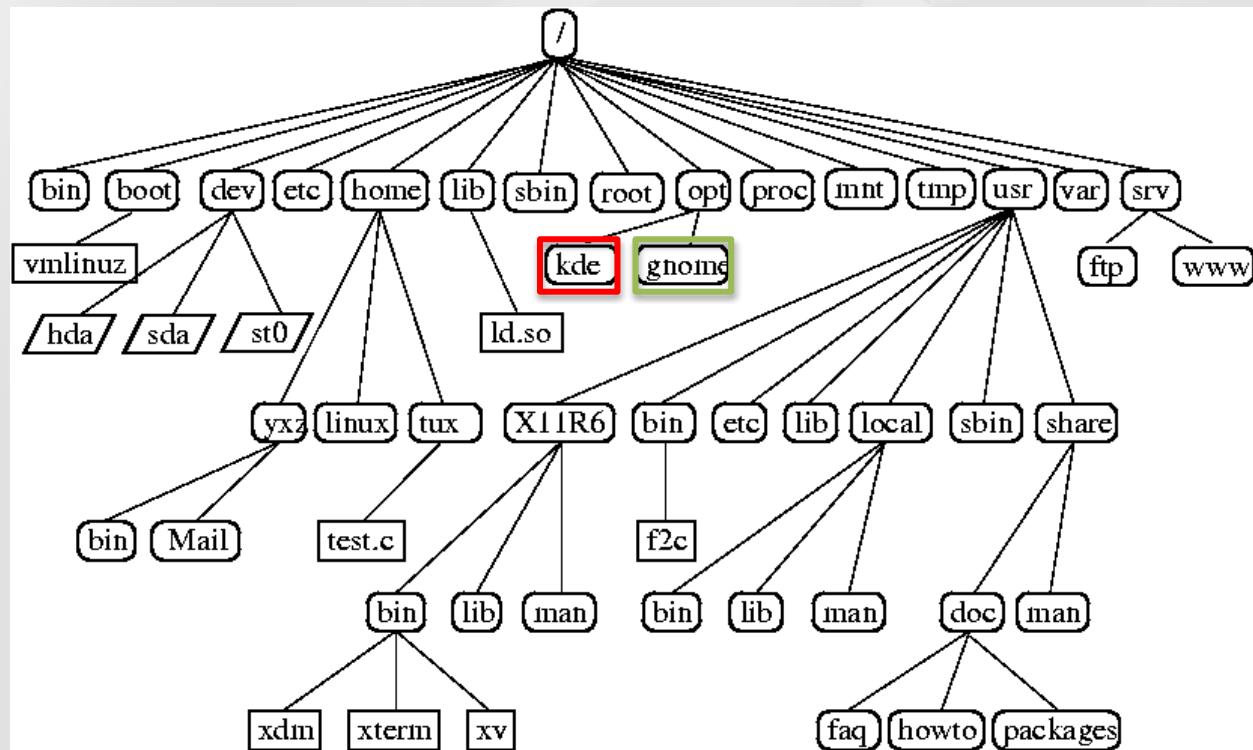 /
bin boot dev etc home lib sbin root opt proc mnt tmp usr var srv
vmlinuz kde gnome ftp www
hda sda st0 ld.so
yxz linux tux X11R6 bin etc lib local sbin share
bin Mail test.c f2c
bin lib man bin lib man doc man
xdm xterm xv faq howto packages